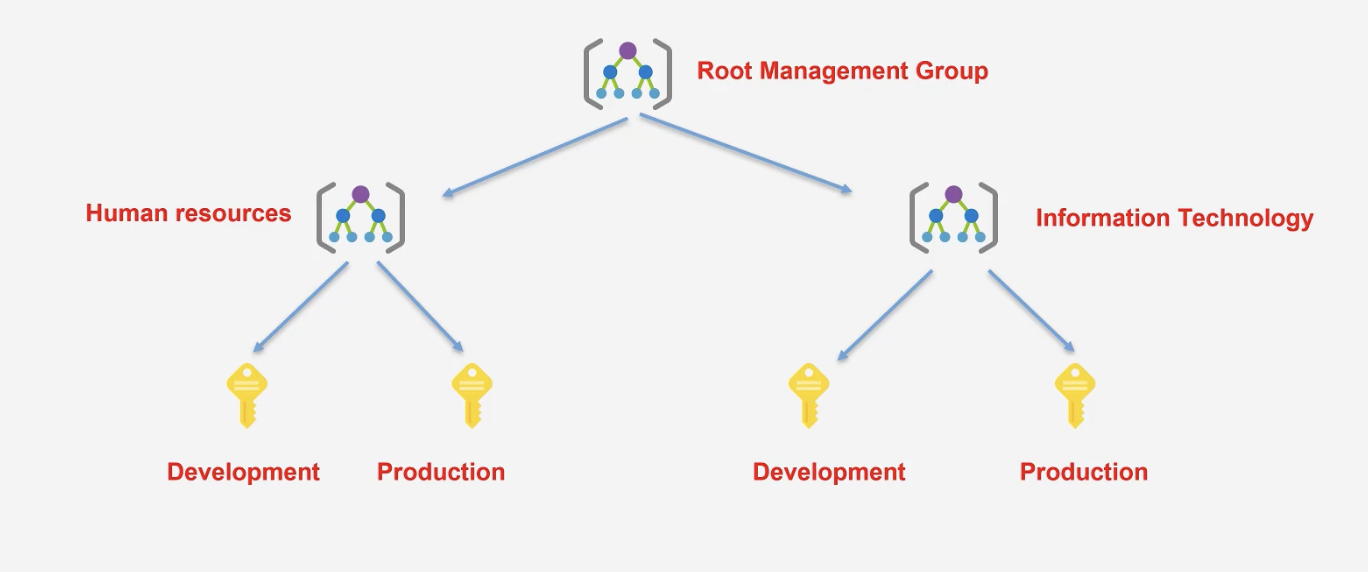 Root Management Group
Human resources
Information Technology
Development
Production
Development
Production